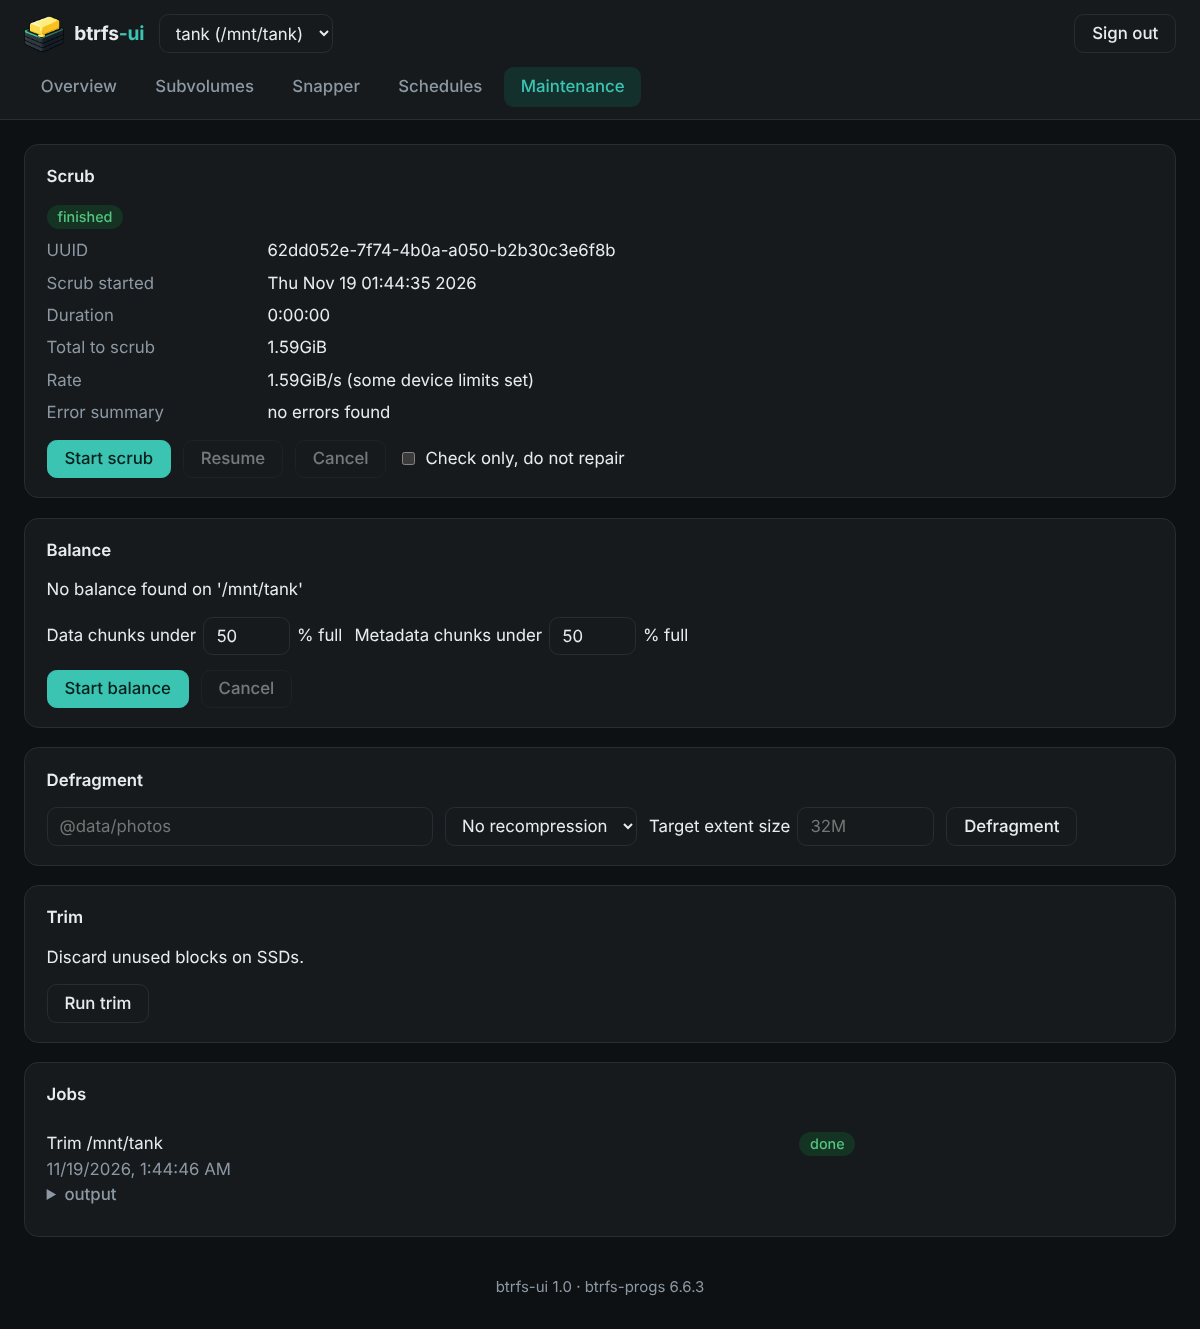 btrfs-ui tank (/mnt/tank) Sign out
Overview Subvolumes Snapper Schedules Maintenance
Scrub
finished
UUID 62dd052e-7f74-4b0a-a050-b2b30c3e6f8b
Scrub started Thu Nov 19 01:44:35 2026
Duration 0:00:00
Total to scrub 1.59GiB
Rate 1.59GiB/s (some device limits set)
Error summary no errors found
Start scrub Resume Cancel Check only, do not repair
Balance
No balance found on '/mnt/tank'
Data chunks under 50 % full Metadata chunks under 50 % full
Start balance Cancel
Defragment
@data/photos No recompression Target extent size 32M Defragment
Trim
Discard unused blocks on SSDs.
Run trim
Jobs
Trim /mnt/tank done
11/19/2026, 1:44:46 AM
output
btrfs-ui 1.0 · btrfs-progs 6.6.3